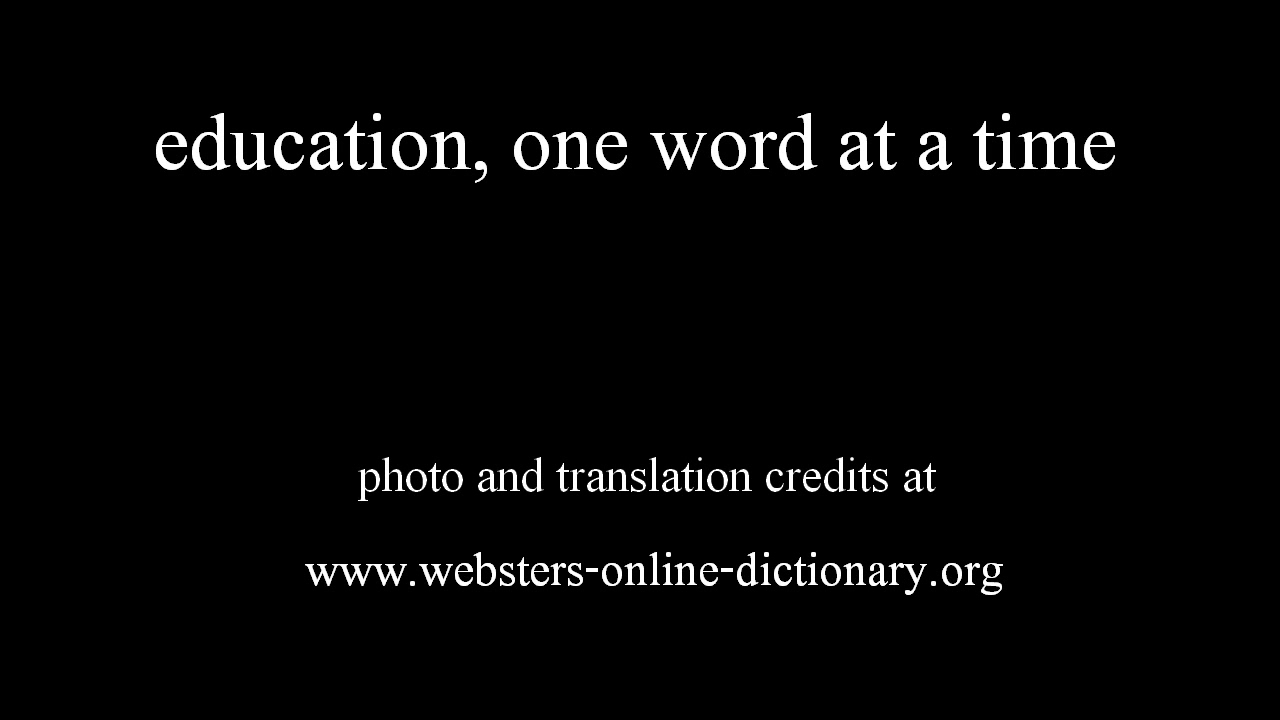 education, one word at a time
photo and translation credits at
www.websters-online-dictionary.org